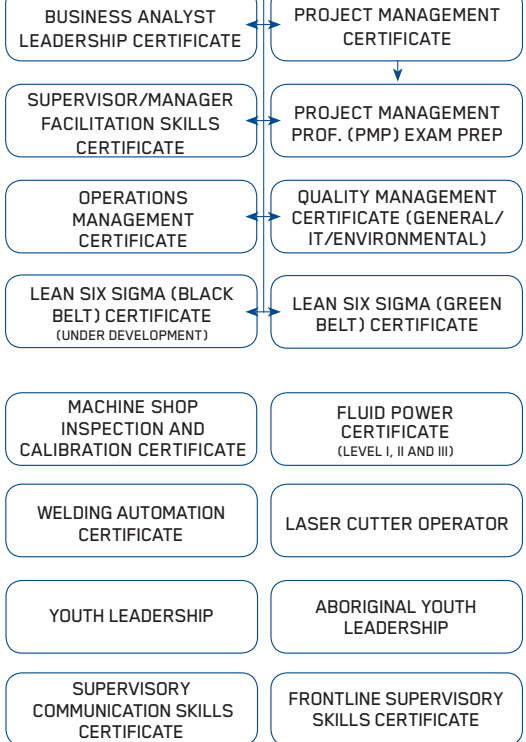 BUSINESS ANALYST
LEADERSHIP CERTIFICATE
PROJECT MANAGEMENT
CERTIFICATE
SUPERVISOR/MANAGER
FACILITATION SKILLS
CERTIFICATE
PROJECT MANAGEMENT
PROF. (PMP) EXAM PREP
OPERATIONS
MANAGEMENT
CERTIFICATE
QUALITY MANAGEMENT
CERTIFICATE (GENERAL/
IT/ENVIRONMENTAL)
LEAN SIX SIGMA (BLACK
BELT) CERTIFICATE
(UNDER DEVELOPMENT)
LEAN SIX SIGMA (GREEN
BELT) CERTIFICATE
MACHINE SHOP
INSPECTION AND
CALIBRATION CERTIFICATE
FLUID POWER
CERTIFICATE
(LEVEL I, II AND III)
WELDING AUTOMATION
CERTIFICATE
LASER CUTTER OPERATOR
YOUTH LEADERSHIP
ABORIGINAL YOUTH
LEADERSHIP
SUPERVISORY
COMMUNICATION SKILLS
CERTIFICATE
FRONTLINE SUPERVISORY
SKILLS CERTIFICATE